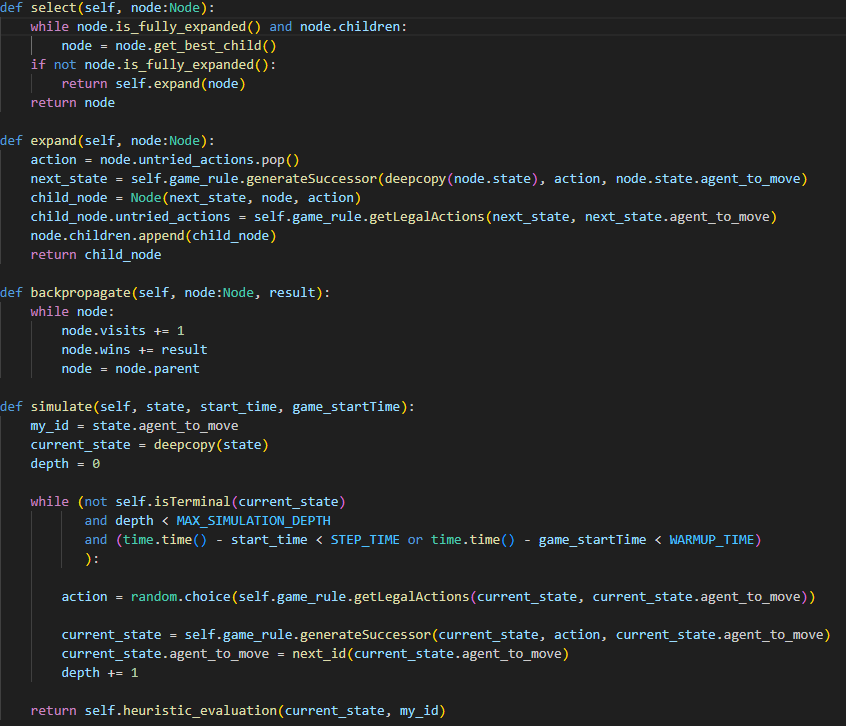 def select(self, node:Node):
    while node.is_fully_expanded() and node.children:
        node = node.get_best_child()
    if not node.is_fully_expanded():
        return self.expand(node)
    return node

def expand(self, node:Node):
    action = node.untried_actions.pop()
    next_state = self.game_rule.generateSuccessor(deepcopy(node.state), action, node.state.agent_to_move)
    child_node = Node(next_state, node, action)
    child_node.untried_actions = self.game_rule.getLegalActions(next_state, next_state.agent_to_move)
    node.children.append(child_node)
    return child_node

def backpropagate(self, node:Node, result):
    while node:
        node.visits += 1
        node.wins += result
        node = node.parent

def simulate(self, state, start_time, game_startTime):
    my_id = state.agent_to_move
    current_state = deepcopy(state)
    depth = 0

    while (not self.isTerminal(current_state)
           and depth < MAX_SIMULATION_DEPTH
           and (time.time() - start_time < STEP_TIME or time.time() - game_startTime < WARMUP_TIME)
           ):

        action = random.choice(self.game_rule.getLegalActions(current_state, current_state.agent_to_move))

        current_state = self.game_rule.generateSuccessor(current_state, action, current_state.agent_to_move)
        current_state.agent_to_move = next_id(current_state.agent_to_move)
        depth += 1

    return self.heuristic_evaluation(current_state, my_id)